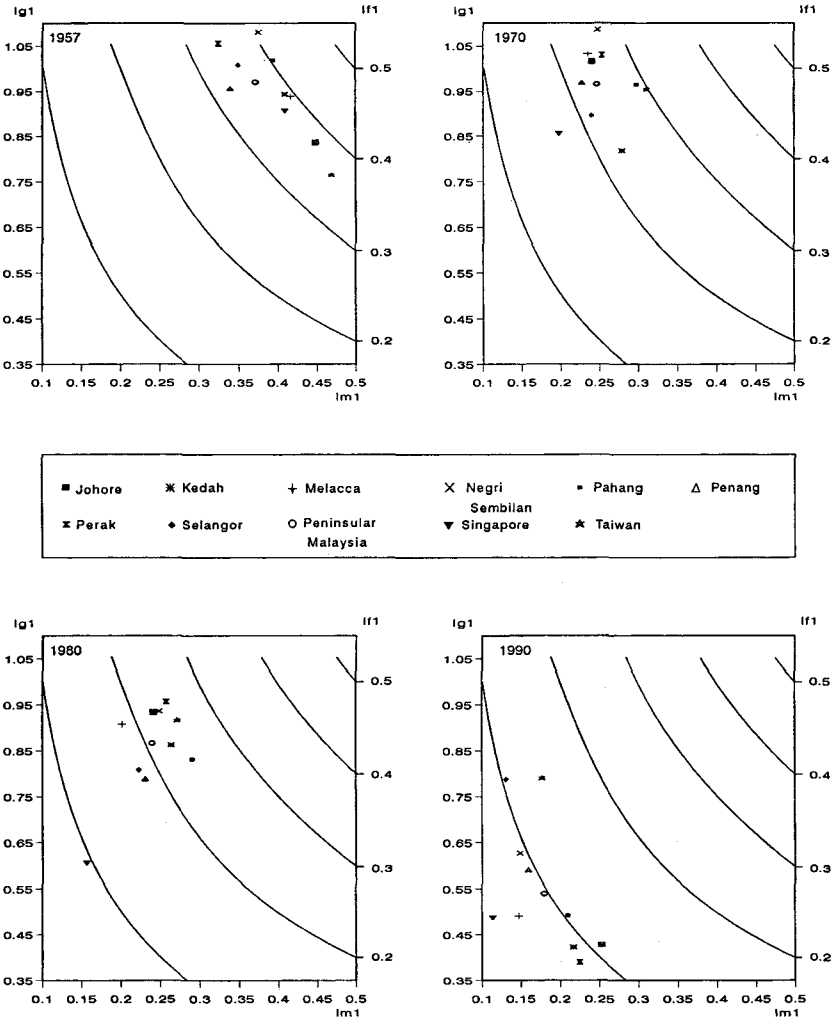 Ig1
If1
Ig1
If1
1957
1970
1.05
0.95
0.85
0.75
0.65
0.55
0.45
0.35
0.5
0.4
0.3
0.2
1.05
0.95
0.85
0.75
0.65
0.55
0.45
0.35
0.5
0.4
0.3
0.2
0.1 0.15 0.2 0.25 0.3 0.35 0.4 0.45 0.5
Im1
0.1 0.15 0.2 0.25 0.3 0.35 0.4 0.45 0.5
Im1
Johore Kedah Melacca Negri Sembilan Pahang Penang
Perak Selangor Peninsular Malaysia Singapore Taiwan
Ig1
If1
Ig1
If1
1980
1990
1.05
0.95
0.85
0.75
0.65
0.55
0.45
0.35
0.5
0.4
0.3
0.2
1.05
0.95
0.85
0.75
0.65
0.55
0.45
0.35
0.5
0.4
0.3
0.2
0.1 0.15 0.2 0.25 0.3 0.35 0.4 0.45 0.5
Im1
0.1 0.15 0.2 0.25 0.3 0.35 0.4 0.45 0.5
Im1